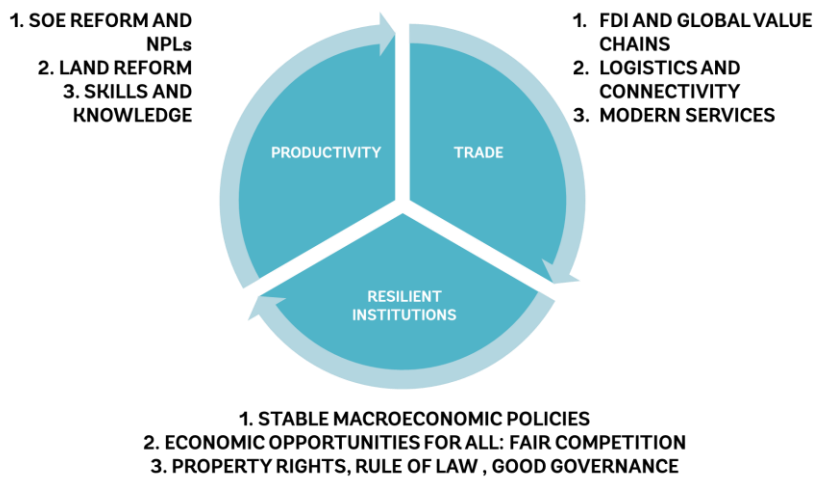 1. SOE REFORM AND
NPLs
2. LAND REFORM
3. SKILLS AND
KNOWLEDGE
1. FDI AND GLOBAL VALUE
CHAINS
2. LOGISTICS AND
CONNECTIVITY
3. MODERN SERVICES
PRODUCTIVITY
TRADE
RESILIENT
INSTITUTIONS
1. STABLE MACROECONOMIC POLICIES
2. ECONOMIC OPPORTUNITIES FOR ALL: FAIR COMPETITION
3. PROPERTY RIGHTS, RULE OF LAW , GOOD GOVERNANCE